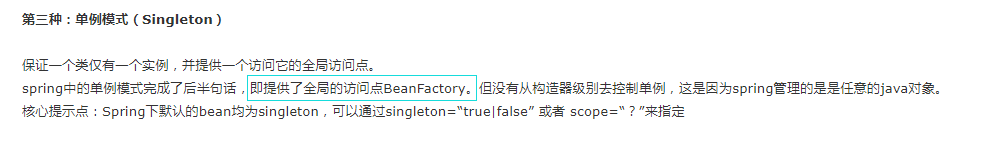 第三种：单例模式（Singleton）
保证一个类仅有一个实例，并提供一个访问它的全局访问点。
spring中的单例模式完成了后半句话，即提供了全局的访问点BeanFactory。但没有从构造器级别去控制单例，这是因为spring管理的是是任意的java对象。
核心提示点：Spring下默认的bean均为singleton，可以通过singleton=“true|false” 或者 scope=“？”来指定